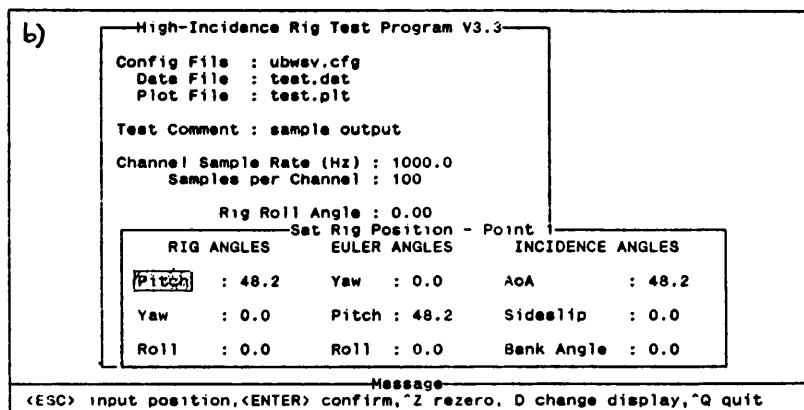 b)
High-Incidence Rig Test Program V3.3
Config File : ubwsv.cfg
Data File : test.dat
Plot File : test.plt
Test Comment : sample output
Channel Sample Rate (Hz) : 1000.0
Samples per Channel : 100
Rig Roll Angle : 0.00
Set Rig Position - Point 1
RIG ANGLES EULER ANGLES INCIDENCE ANGLES
Pitch : 48.2 Yaw : 0.0 AoA : 48.2
Yaw : 0.0 Pitch : 48.2 Sideslip : 0.0
Roll : 0.0 Roll : 0.0 Bank Angle : 0.0
Message
<ESC> input position,<ENTER> confirm,^Z rezero, D change display,^Q quit